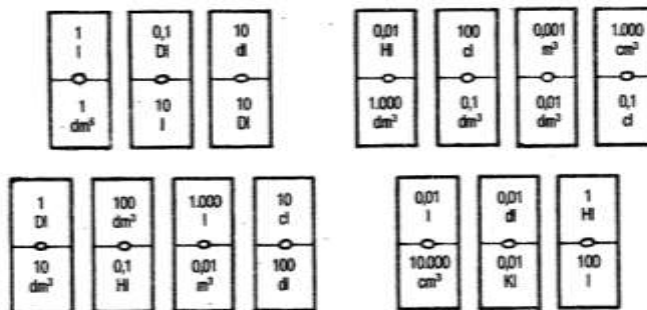 1
l
1
dm³
0,1
Dl
10
l
10
dl
10
Dl
0,01
Hl
1.000
dm³
100
cl
0,1
dm³
0,001
m³
0,01
dm³
1.000
cm³
0,1
cl
1
Dl
10
dm³
100
dm³
0,1
Hl
1.000
l
0,01
m³
10
cl
100
dl
0,01
l
10.000
cm³
0,01
dl
0,01
Kl
1
Hl
100
l